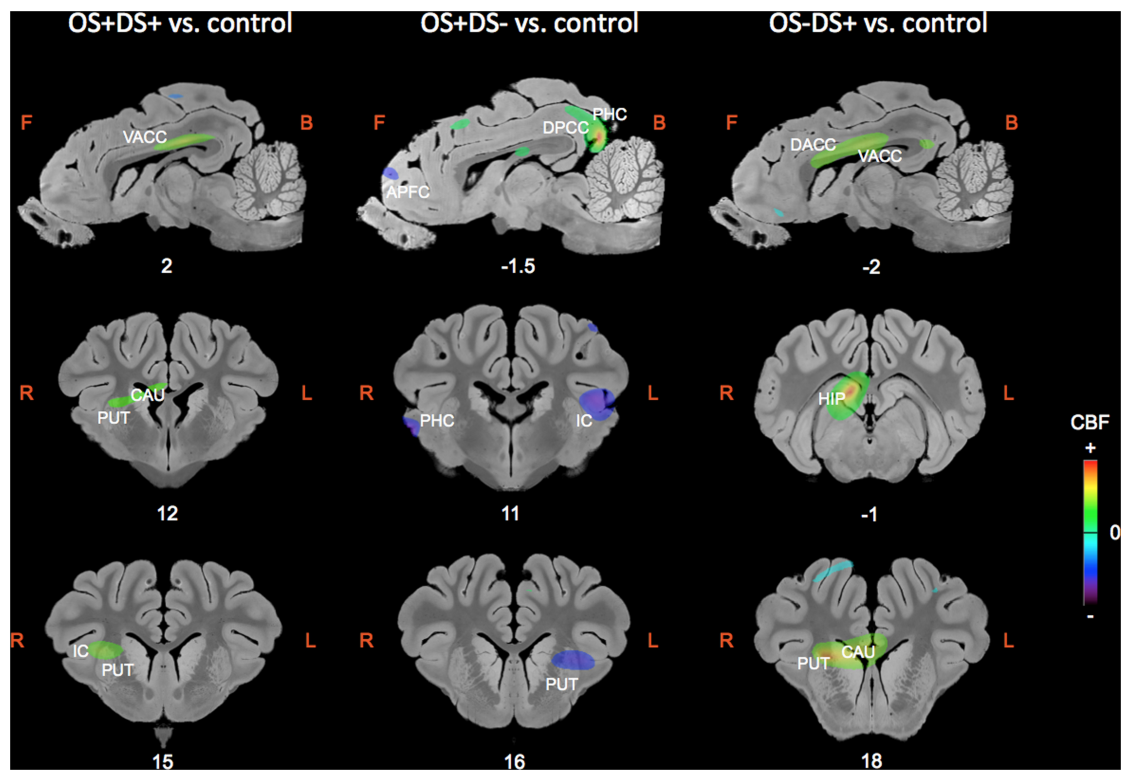 OS+DS+ vs. control
OS+DS- vs. control
OS-DS+ vs. control
F
VACC
B
2
F
PHC
DPCC
B
APFC
-1.5
F
DACC
VACC
B
-2
R
CAU
PUT
L
12
R
PHC
IC
L
11
R
HIP
L
-1
CBF
+
0
-
R
IC
PUT
L
15
R
PUT
L
16
R
PUT
CAU
L
18